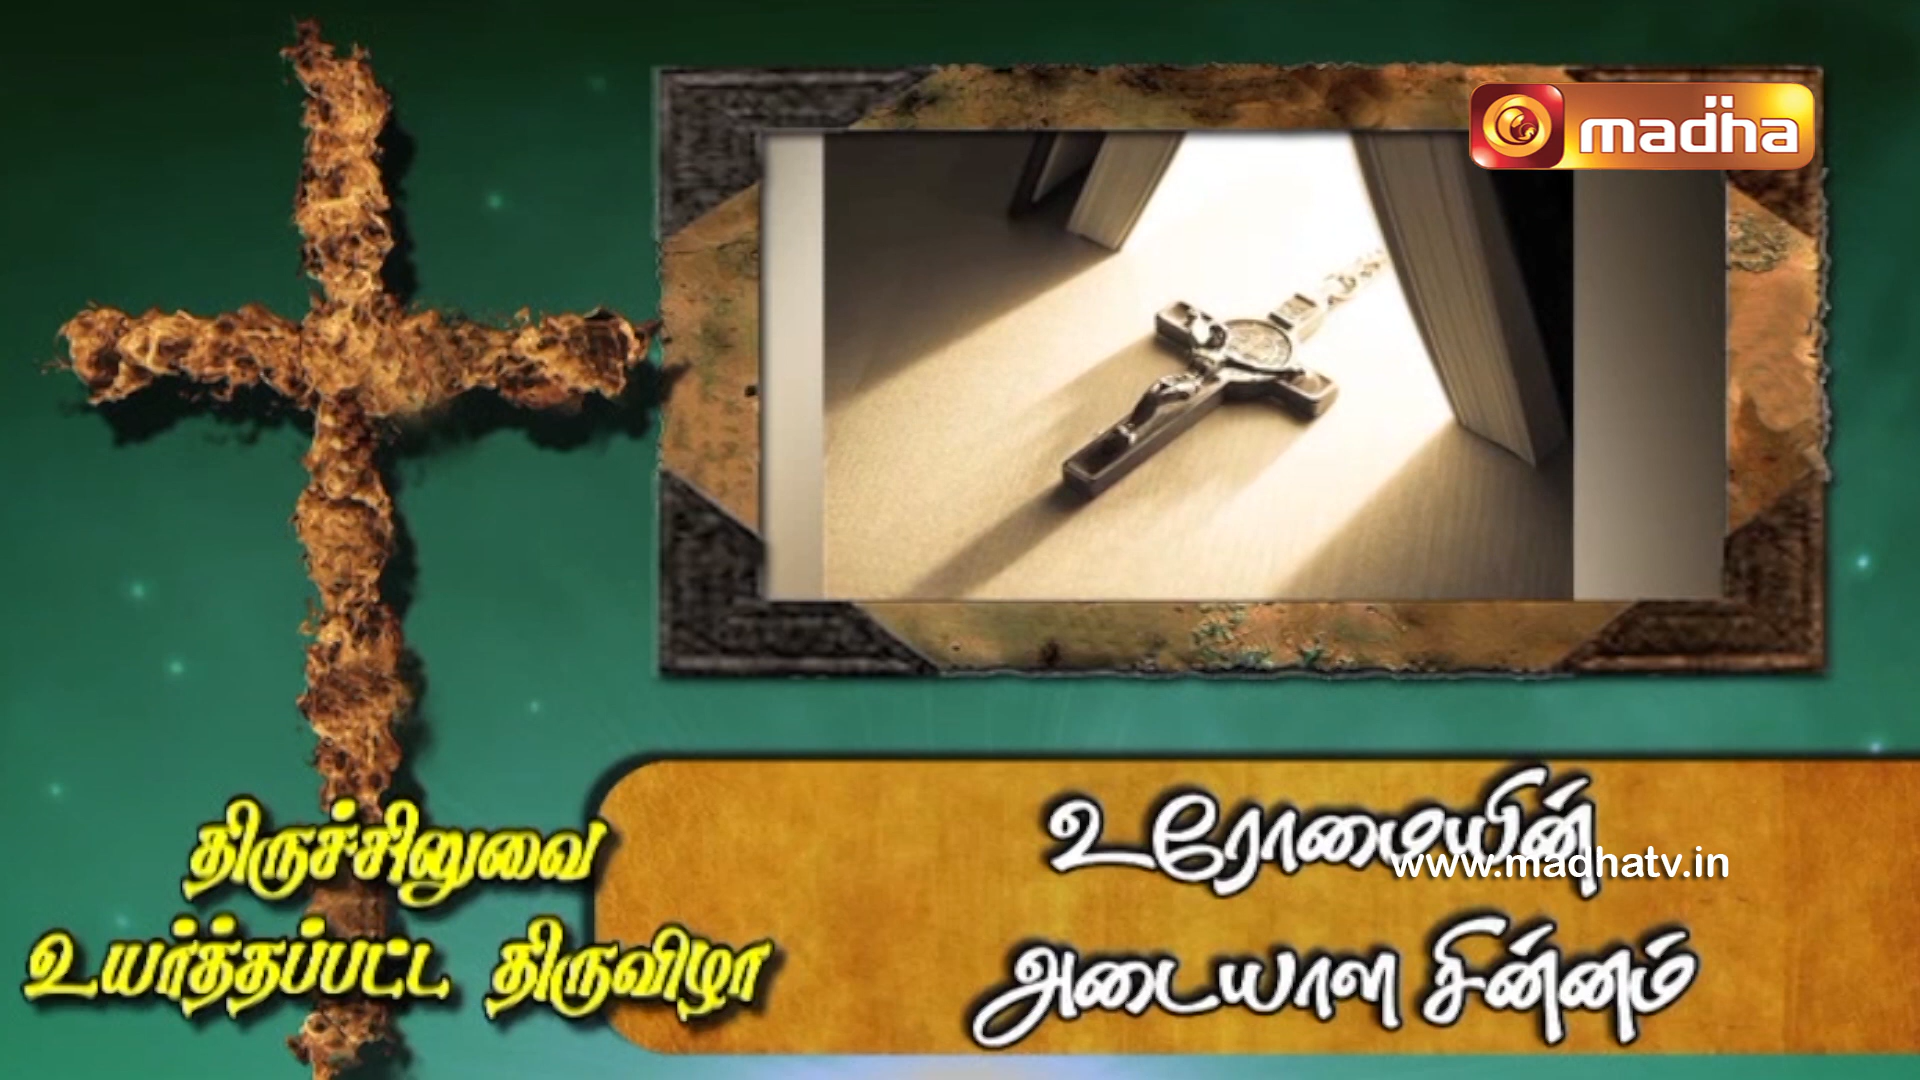 madha
உரோமையின்
www.madhatv.in
அடையாள சின்னம்
திருச்சிலுவை
உயர்த்தப்பட்ட திருவிழா